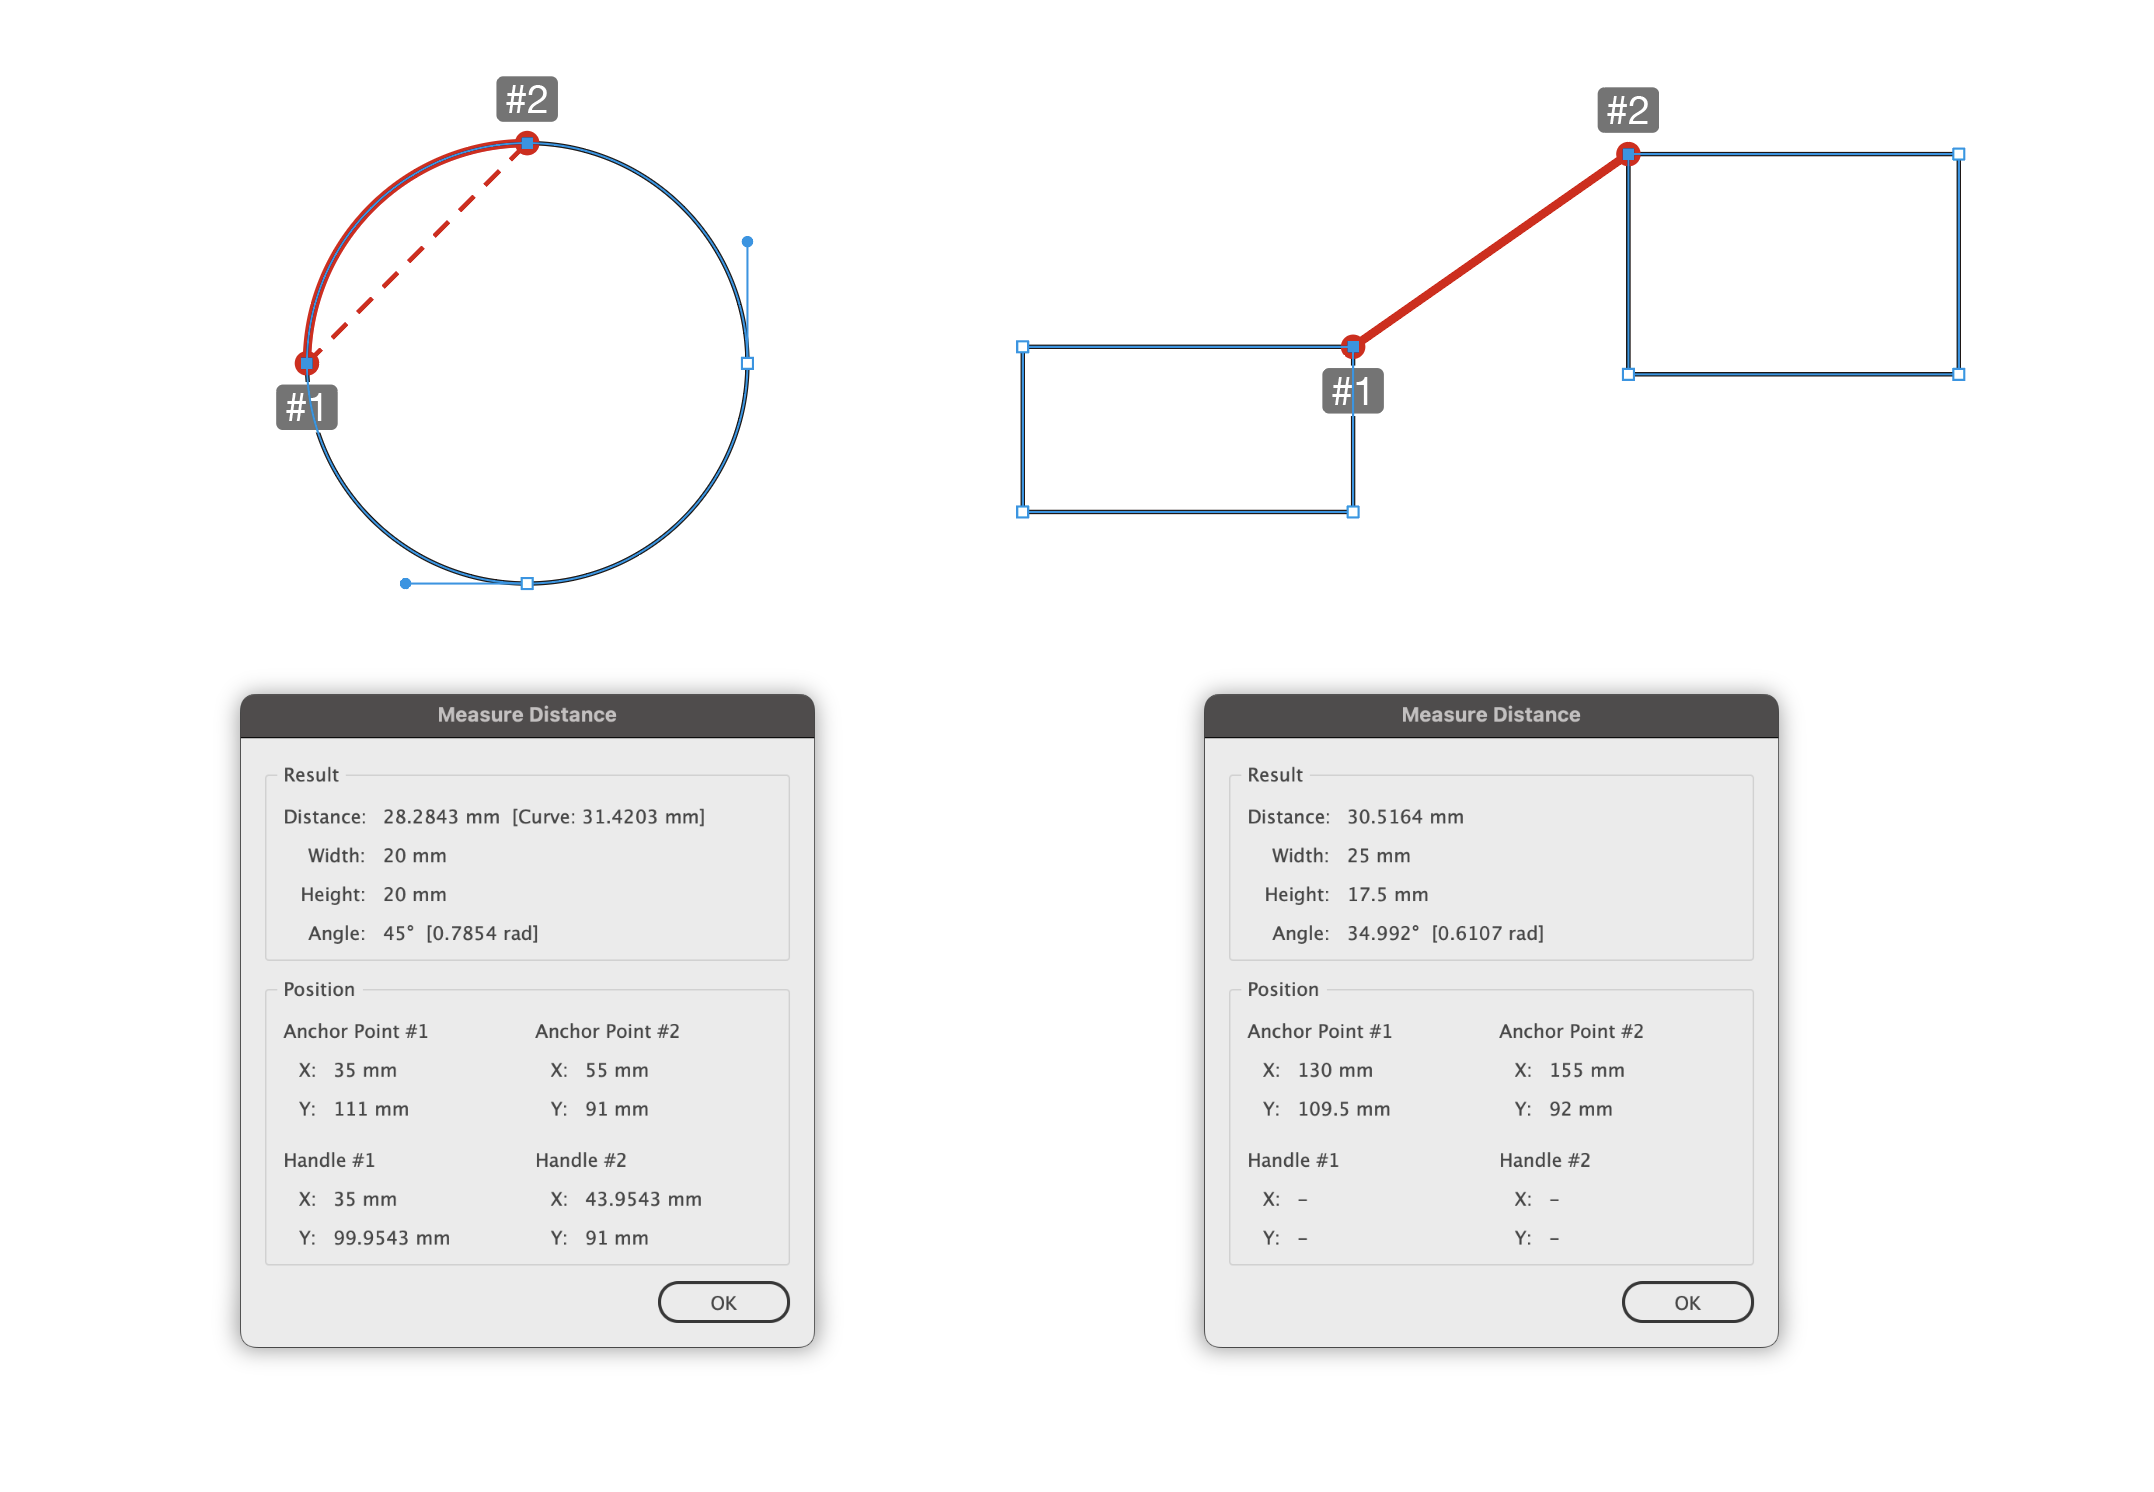 #2
#1
#2
#1
Measure Distance
Result
Distance: 28.2843 mm [Curve: 31.4203 mm]
Width: 20 mm
Height: 20 mm
Angle: 45° [0.7854 rad]
Position
Anchor Point #1 Anchor Point #2
X: 35 mm X: 55 mm
Y: 111 mm Y: 91 mm
Handle #1 Handle #2
X: 35 mm X: 43.9543 mm
Y: 99.9543 mm Y: 91 mm
OK
Measure Distance
Result
Distance: 30.5164 mm
Width: 25 mm
Height: 17.5 mm
Angle: 34.992° [0.6107 rad]
Position
Anchor Point #1 Anchor Point #2
X: 130 mm X: 155 mm
Y: 109.5 mm Y: 92 mm
Handle #1 Handle #2
X: – X: –
Y: – Y: –
OK